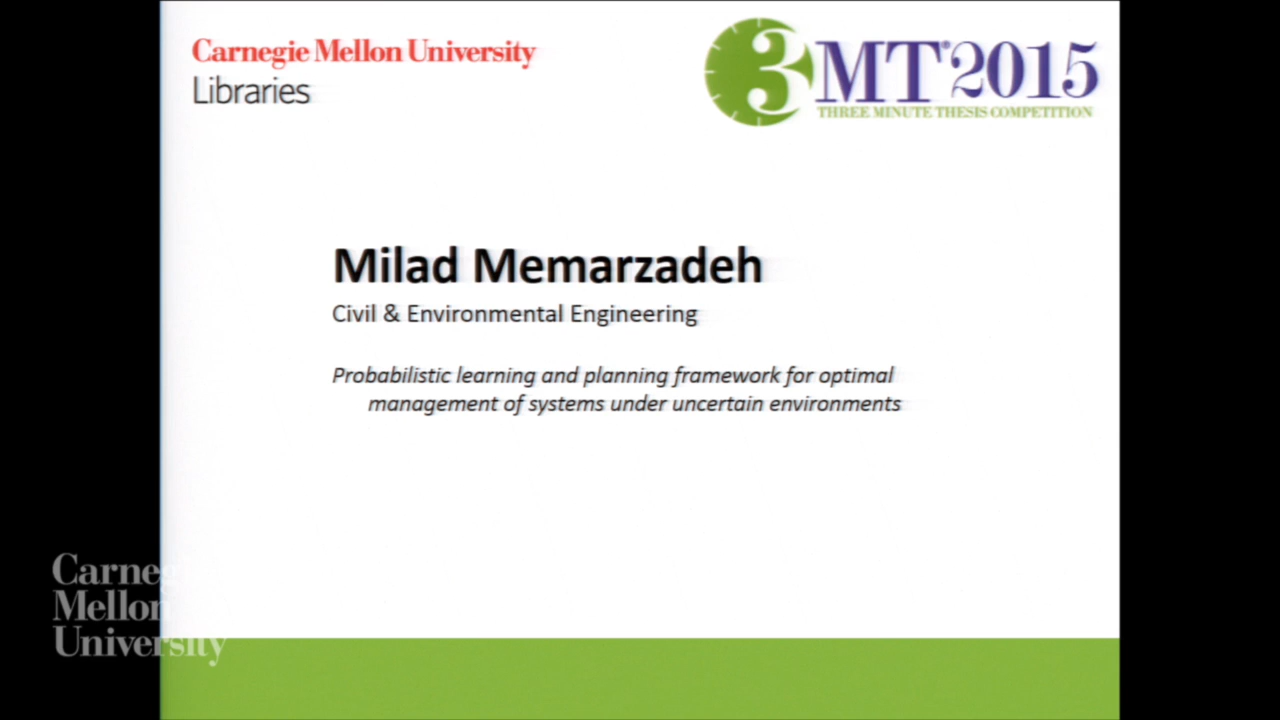 Carnegie Mellon University
Libraries
3MT® 2015
THREE MINUTE THESIS COMPETITION
Milad Memarzadeh
Civil & Environmental Engineering
Probabilistic learning and planning framework for optimal
management of systems under uncertain environments
Carnegie
Mellon
University